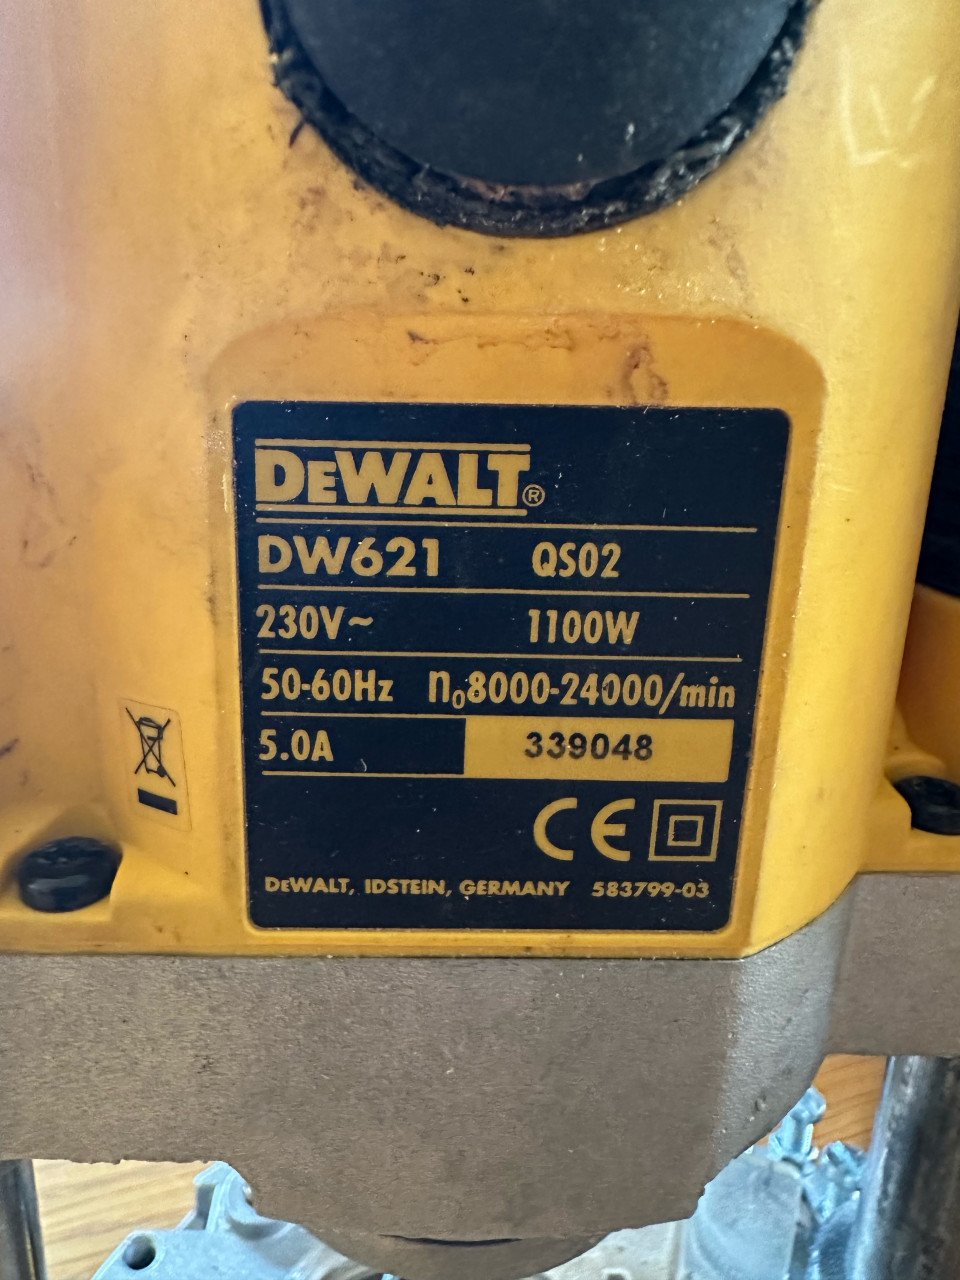 DEWALT®
DW621 QS02
230V~ 1100W
50-60Hz n₀8000-24000/min
5.0A 339048
CE
DEWALT, IDSTEIN, GERMANY 583799-03